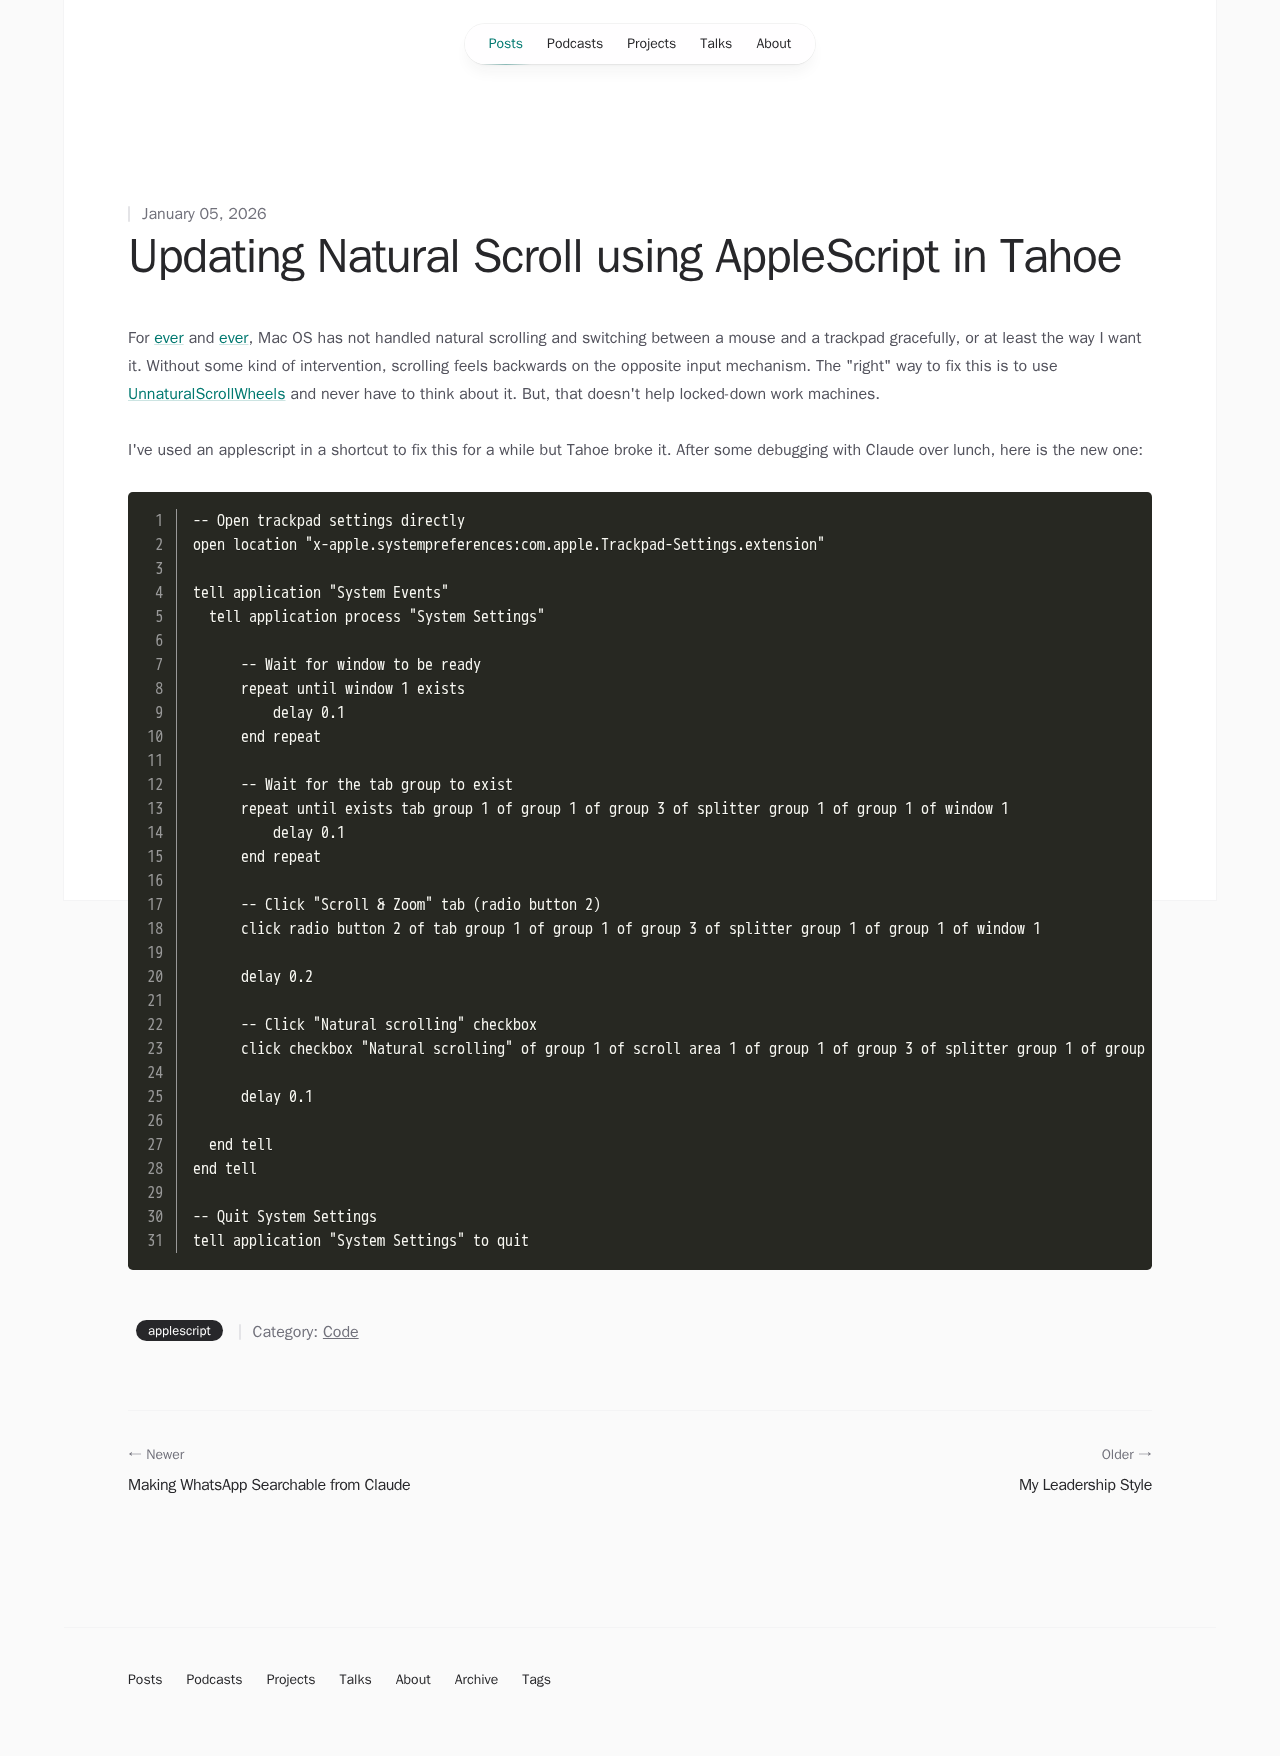 Posts Podcasts Projects Talks About
January 05, 2026
Updating Natural Scroll using AppleScript in Tahoe
For ever and ever, Mac OS has not handled natural scrolling and switching between a mouse and a trackpad gracefully, or at least the way I want
it. Without some kind of intervention, scrolling feels backwards on the opposite input mechanism. The "right" way to fix this is to use
UnnaturalScrollWheels and never have to think about it. But, that doesn't help locked-down work machines.
I've used an applescript in a shortcut to fix this for a while but Tahoe broke it. After some debugging with Claude over lunch, here is the new one:
1 -- Open trackpad settings directly
2 open location "x-apple.systempreferences:com.apple.Trackpad-Settings.extension"
3
4 tell application "System Events"
5   tell application process "System Settings"
6
7       -- Wait for window to be ready
8       repeat until window 1 exists
9           delay 0.1
10       end repeat
11
12       -- Wait for the tab group to exist
13       repeat until exists tab group 1 of group 1 of group 3 of splitter group 1 of group 1 of window 1
14           delay 0.1
15       end repeat
16
17       -- Click "Scroll & Zoom" tab (radio button 2)
18       click radio button 2 of tab group 1 of group 1 of group 3 of splitter group 1 of group 1 of window 1
19
20       delay 0.2
21
22       -- Click "Natural scrolling" checkbox
23       click checkbox "Natural scrolling" of group 1 of scroll area 1 of group 1 of group 3 of splitter group 1 of group
24
25       delay 0.1
26
27   end tell
28 end tell
29
30 -- Quit System Settings
31 tell application "System Settings" to quit
applescript Category: Code
← Newer Older →
Making WhatsApp Searchable from Claude My Leadership Style
Posts Podcasts Projects Talks About Archive Tags